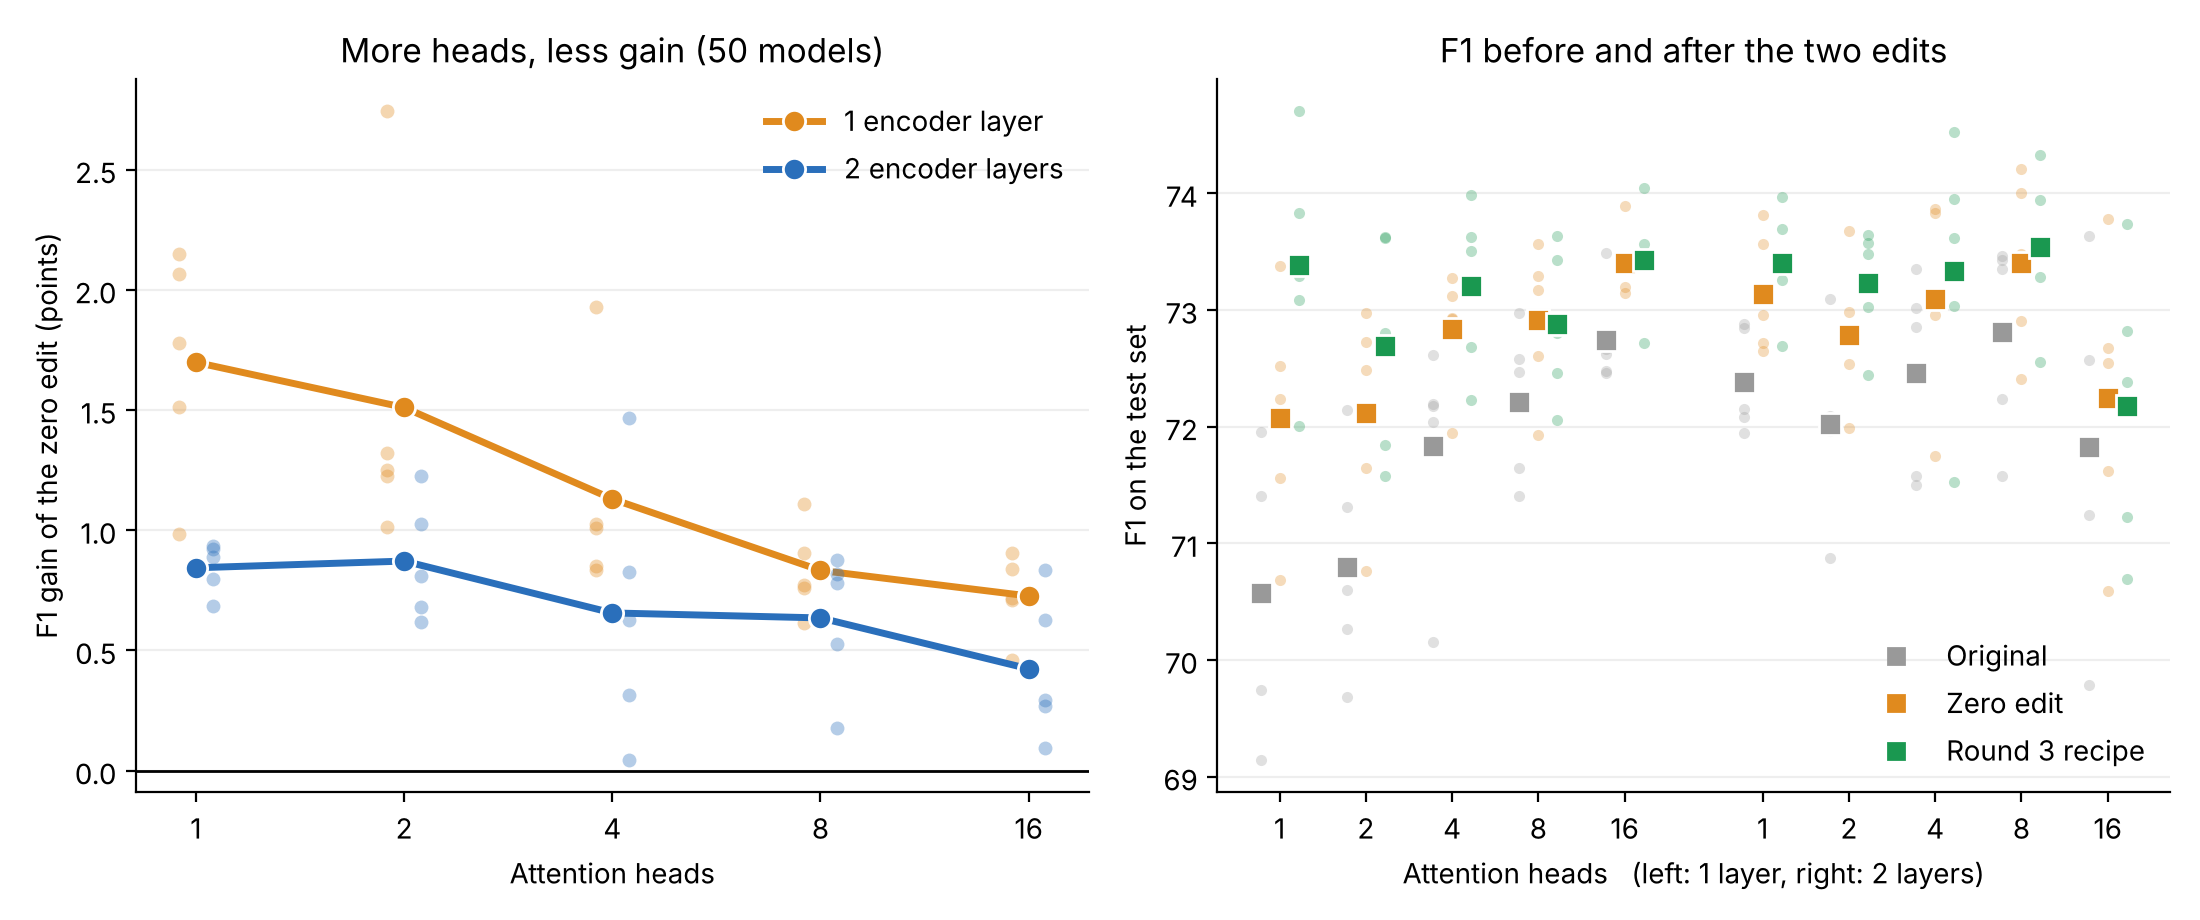 More heads, less gain (50 models)
1 encoder layer
2 encoder layers
F1 gain of the zero edit (points)
2.5
2.0
1.5
1.0
0.5
0.0
1 2 4 8 16
Attention heads
F1 before and after the two edits
F1 on the test set
74
73
72
71
70
69
Original
Zero edit
Round 3 recipe
1 2 4 8 16 1 2 4 8 16
Attention heads (left: 1 layer, right: 2 layers)